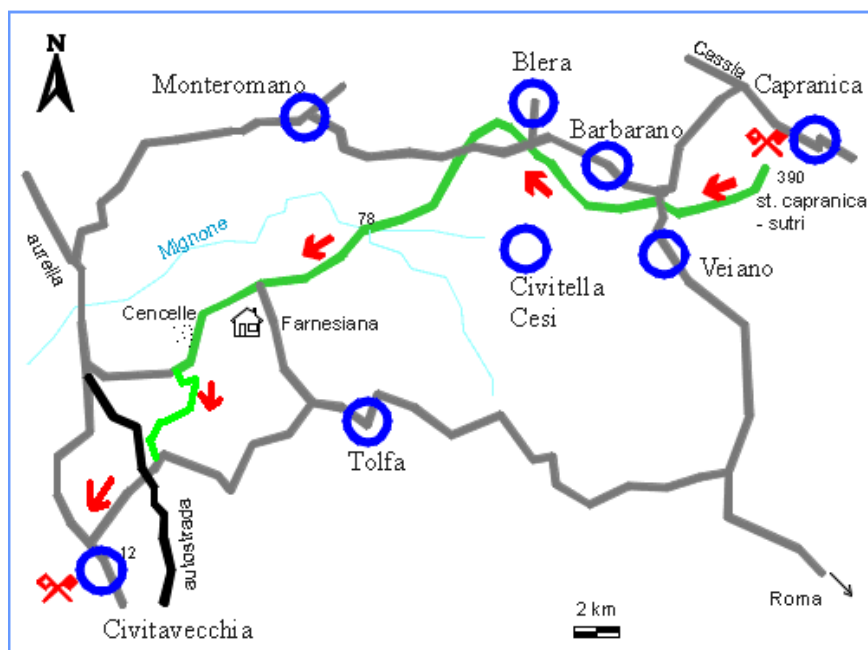 N
Monteromano
Blera
Cassia
Capranica
Barbarano
390
st. capranica
- sutri
78
Mignone
aurelia
Veiano
Civitella
Cesi
Cencelle
Farnesiana
Tolfa
autostrada
12
2 km
Roma
Civitavecchia